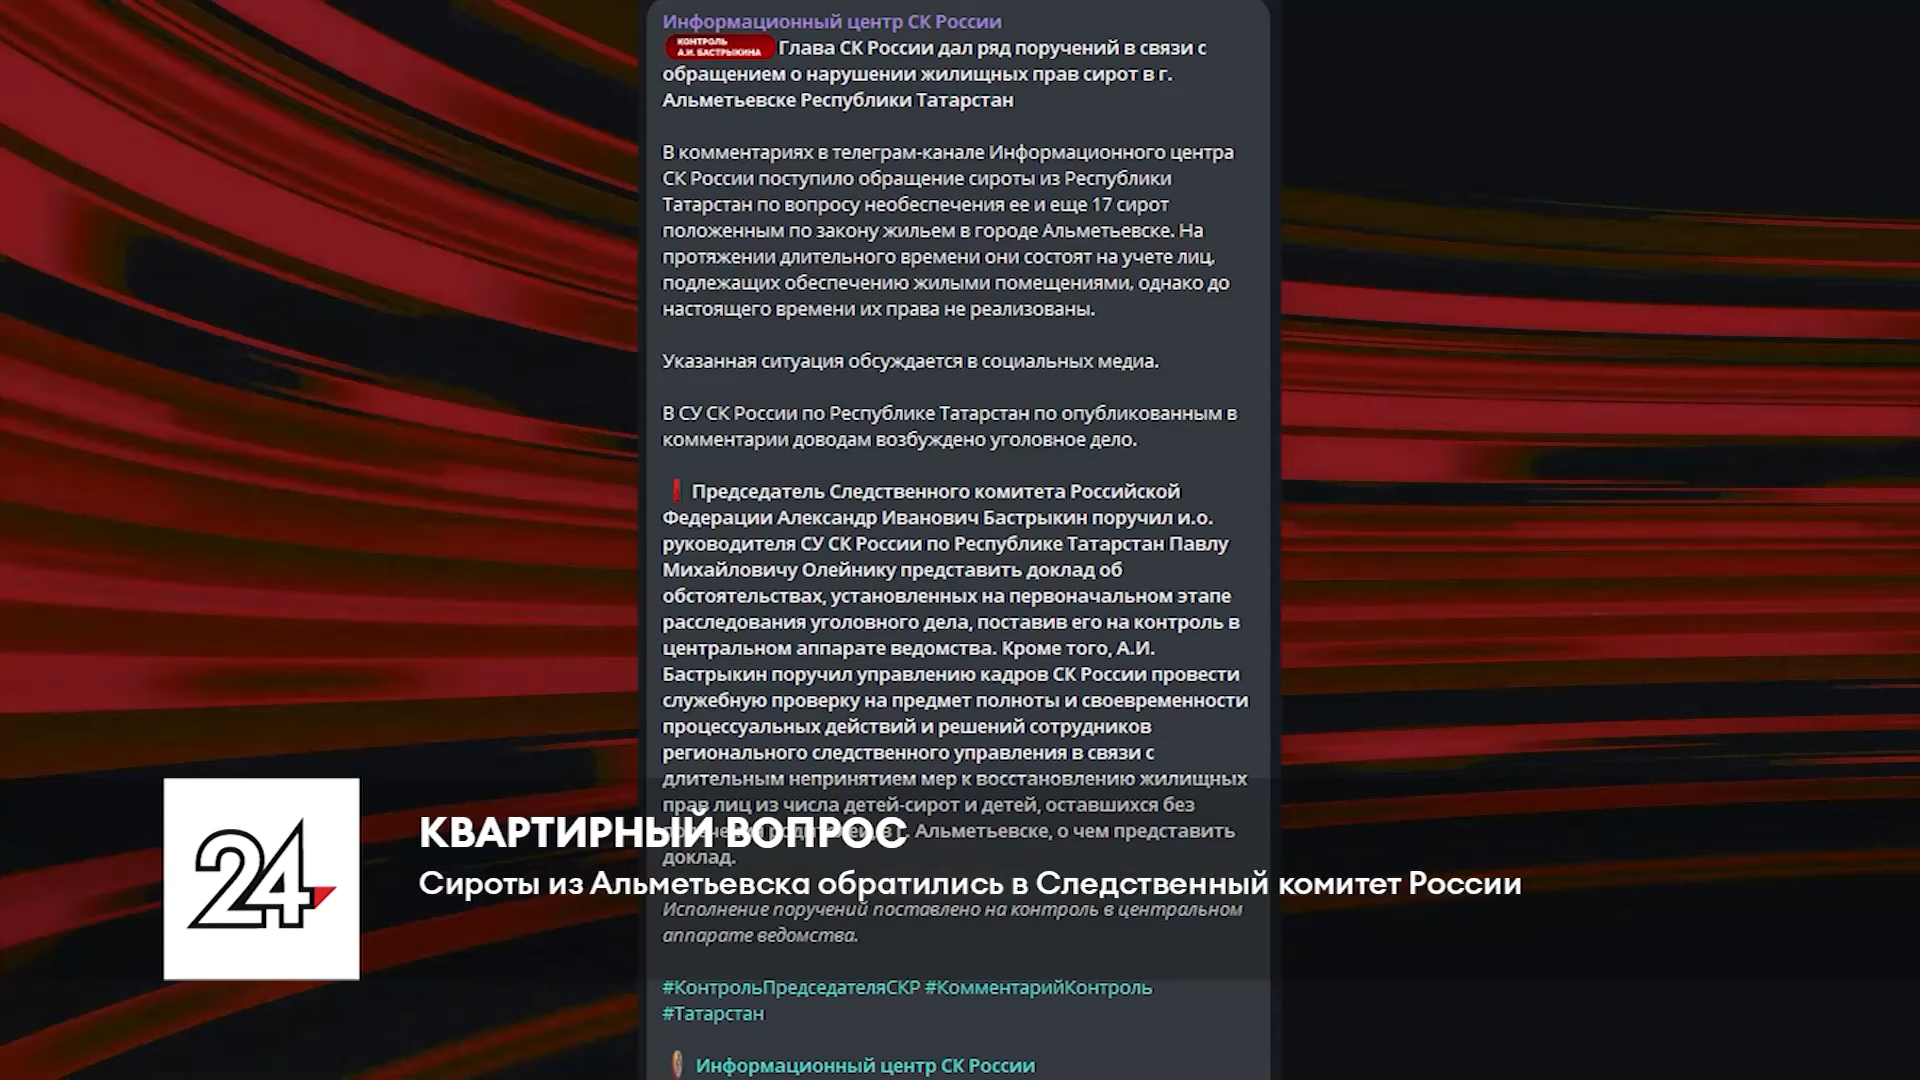 Информационный центр СК России
КОНТРОЛЬ
А.И. БАСТРЫКИНА
Глава СК России дал ряд поручений в связи с
обращением о нарушении жилищных прав сирот в г.
Альметьевске Республики Татарстан
В комментариях в телеграм-канале Информационного центра
СК России поступило обращение сироты из Республики
Татарстан по вопросу необеспечения ее и еще 17 сирот
положенным по закону жильем в городе Альметьевске. На
протяжении длительного времени они состоят на учете лиц,
подлежащих обеспечению жилыми помещениями, однако до
настоящего времени их права не реализованы.
Указанная ситуация обсуждается в социальных медиа.
В СУ СК России по Республике Татарстан по опубликованным в
комментарии доводам возбуждено уголовное дело.
❗ Председатель Следственного комитета Российской
Федерации Александр Иванович Бастрыкин поручил и.о.
руководителя СУ СК России по Республике Татарстан Павлу
Михайловичу Олейнику представить доклад об
обстоятельствах, установленных на первоначальном этапе
расследования уголовного дела, поставив его на контроль в
центральном аппарате ведомства. Кроме того, А.И.
Бастрыкин поручил управлению кадров СК России провести
служебную проверку на предмет полноты и своевременности
процессуальных действий и решений сотрудников
регионального следственного управления в связи с
длительным непринятием мер к восстановлению жилищных
прав лиц из числа детей-сирот и детей, оставшихся без
г. Альметьевске, о чем представить
доклад.
24
КВАРТИРНЫЙ ВОПРОС
Сироты из Альметьевска обратились в Следственный комитет России
Исполнение поручений поставлено на контроль в центральном
аппарате ведомства.
#КонтрольПредседателяСКР #КомментарийКонтроль
#Татарстан
Информационный центр СК России